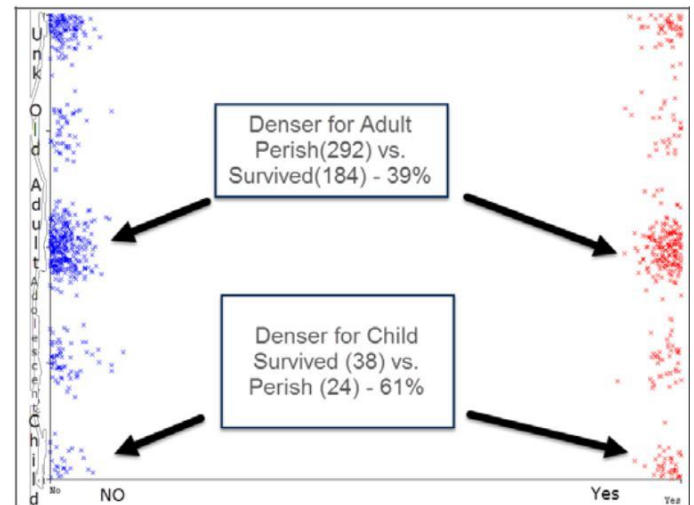 Unk
Old
Adult
Adolescent
Child
Denser for Adult
Perish(292) vs.
Survived(184) - 39%
Denser for Child
Survived (38) vs.
Perish (24) - 61%
No
NO
Yes
Yes